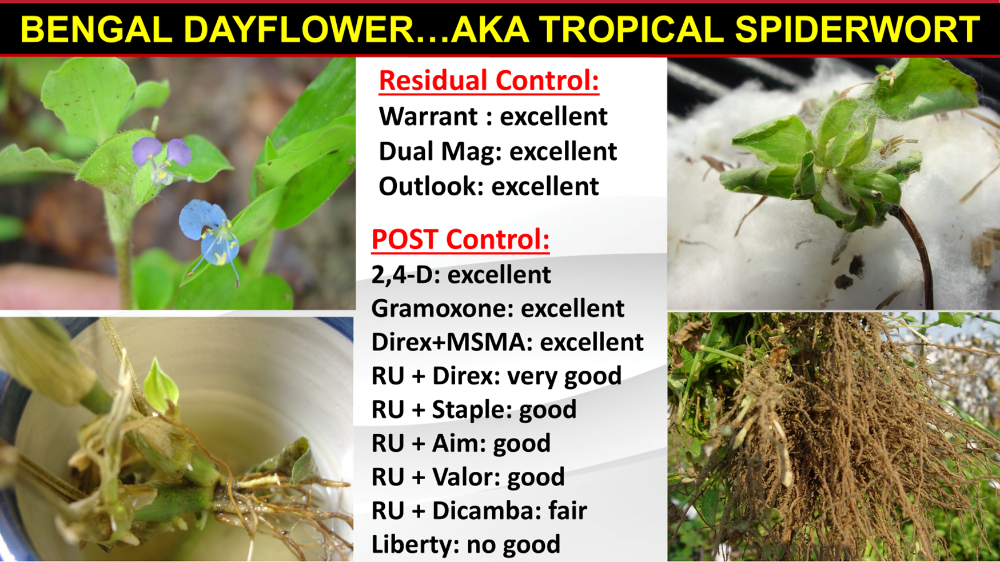 BENGAL DAYFLOWER...AKA TROPICAL SPIDERWORT
Residual Control:
Warrant : excellent
Dual Mag: excellent
Outlook: excellent
POST Control:
2,4-D: excellent
Gramoxone: excellent
Direx+MSMA: excellent
RU + Direx: very good
RU + Staple: good
RU + Aim: good
RU + Valor: good
RU + Dicamba: fair
Liberty: no good